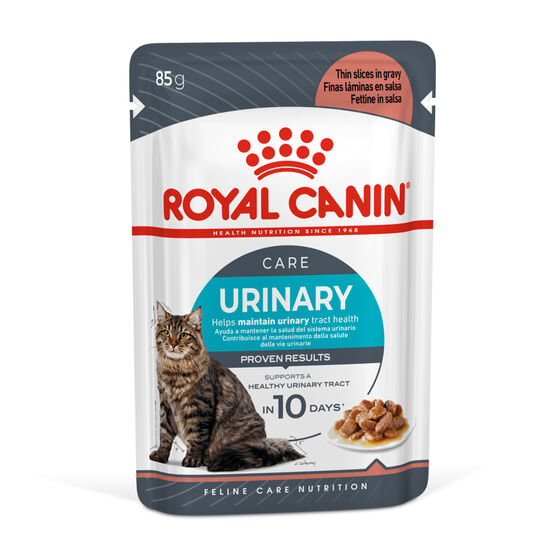 85g
Thin slices in gravy
Finas láminas en salsa
Fettine in salsa
ROYAL CANIN®
HEALTH NUTRITION SINCE 1968
CARE
URINARY
Helps maintain urinary tract health
Ayuda a mantener la salud del sistema urinario
Contribuisce al mantenimento della salute
delle vie urinarie
PROVEN RESULTS
SUPPORTS A
HEALTHY URINARY TRACT
IN 10 DAYS*
FELINE CARE NUTRITION